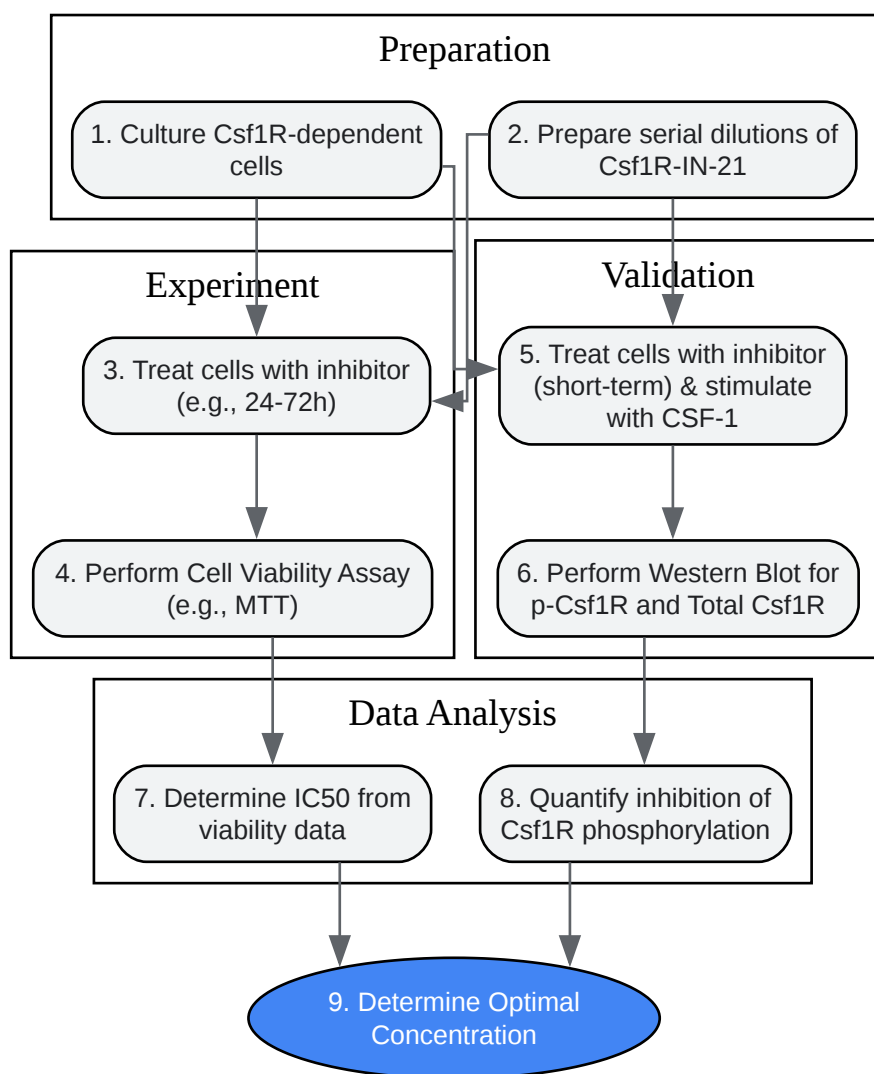 Preparation
1. Culture Csf1R-dependent
cells
2. Prepare serial dilutions of
Csf1R-IN-21
Experiment
3. Treat cells with inhibitor
(e.g., 24-72h)
4. Perform Cell Viability Assay
(e.g., MTT)
Validation
5. Treat cells with inhibitor
(short-term) & stimulate
with CSF-1
6. Perform Western Blot for
p-Csf1R and Total Csf1R
Data Analysis
7. Determine IC50 from
viability data
8. Quantify inhibition of
Csf1R phosphorylation
9. Determine Optimal
Concentration